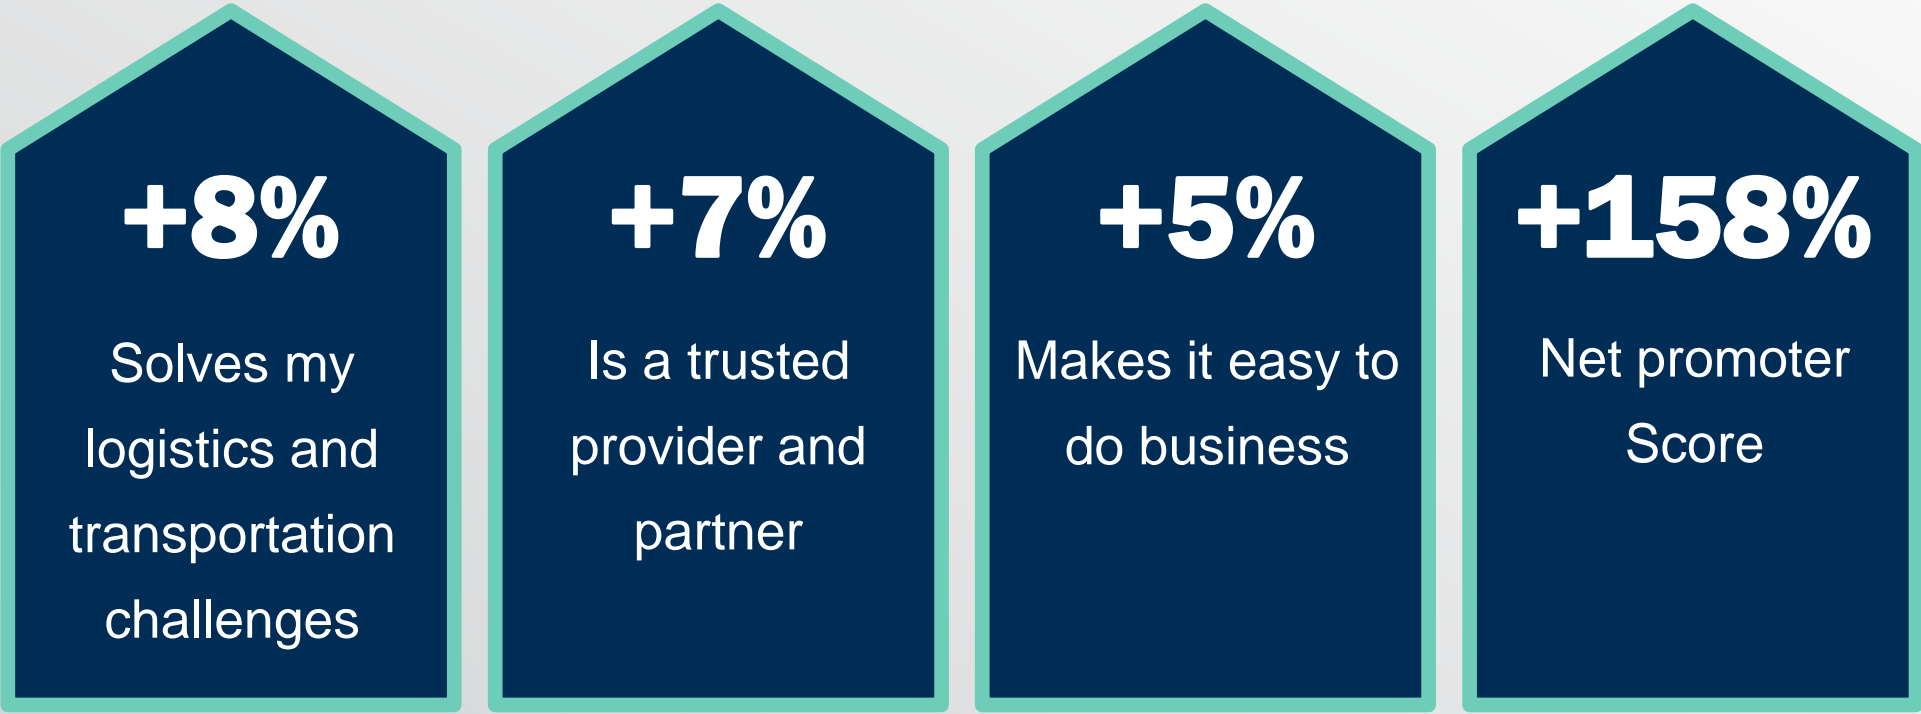 +8%
Solves my
logistics and
transportation
challenges
+7%
Is a trusted
provider and
partner
+5%
Makes it easy to
do business
+158%
Net promoter
Score